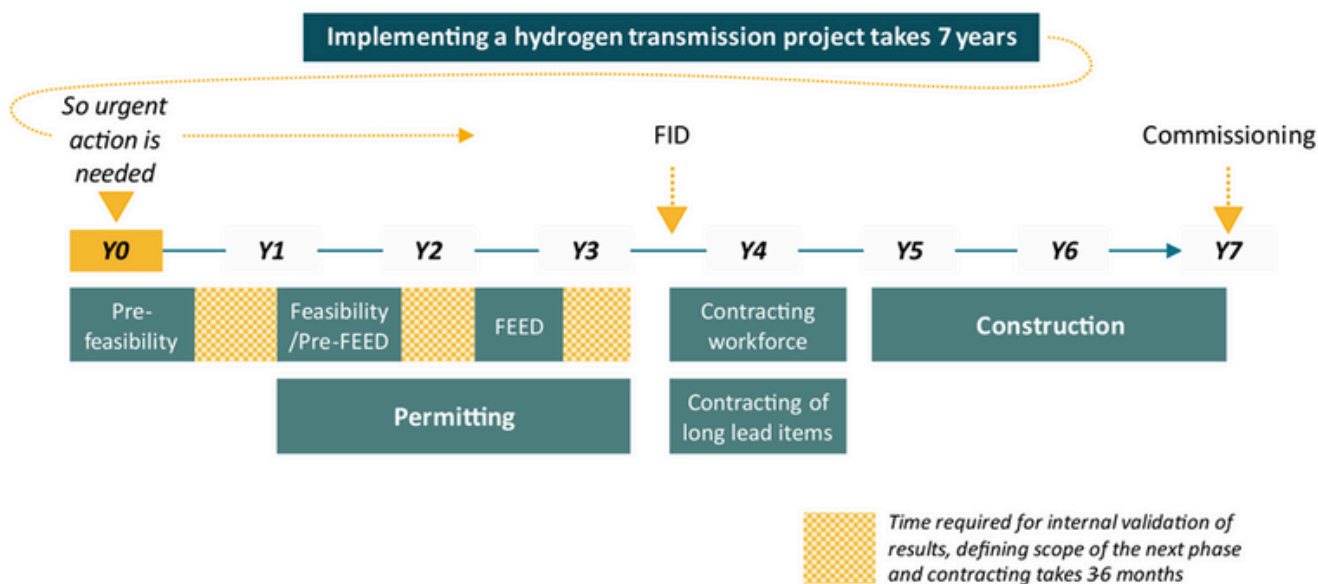 Implementing a hydrogen transmission project takes 7 years
So urgent
action is
needed
FID
Commissioning
Y0
Y1
Y2
Y3
Y4
Y5
Y6
Y7
Pre-
feasibility
Feasibility
/Pre-FEED
FEED
Contracting
workforce
Construction
Permitting
Contracting of
long lead items
Time required for internal validation of
results, defining scope of the next phase
and contracting takes 36 months